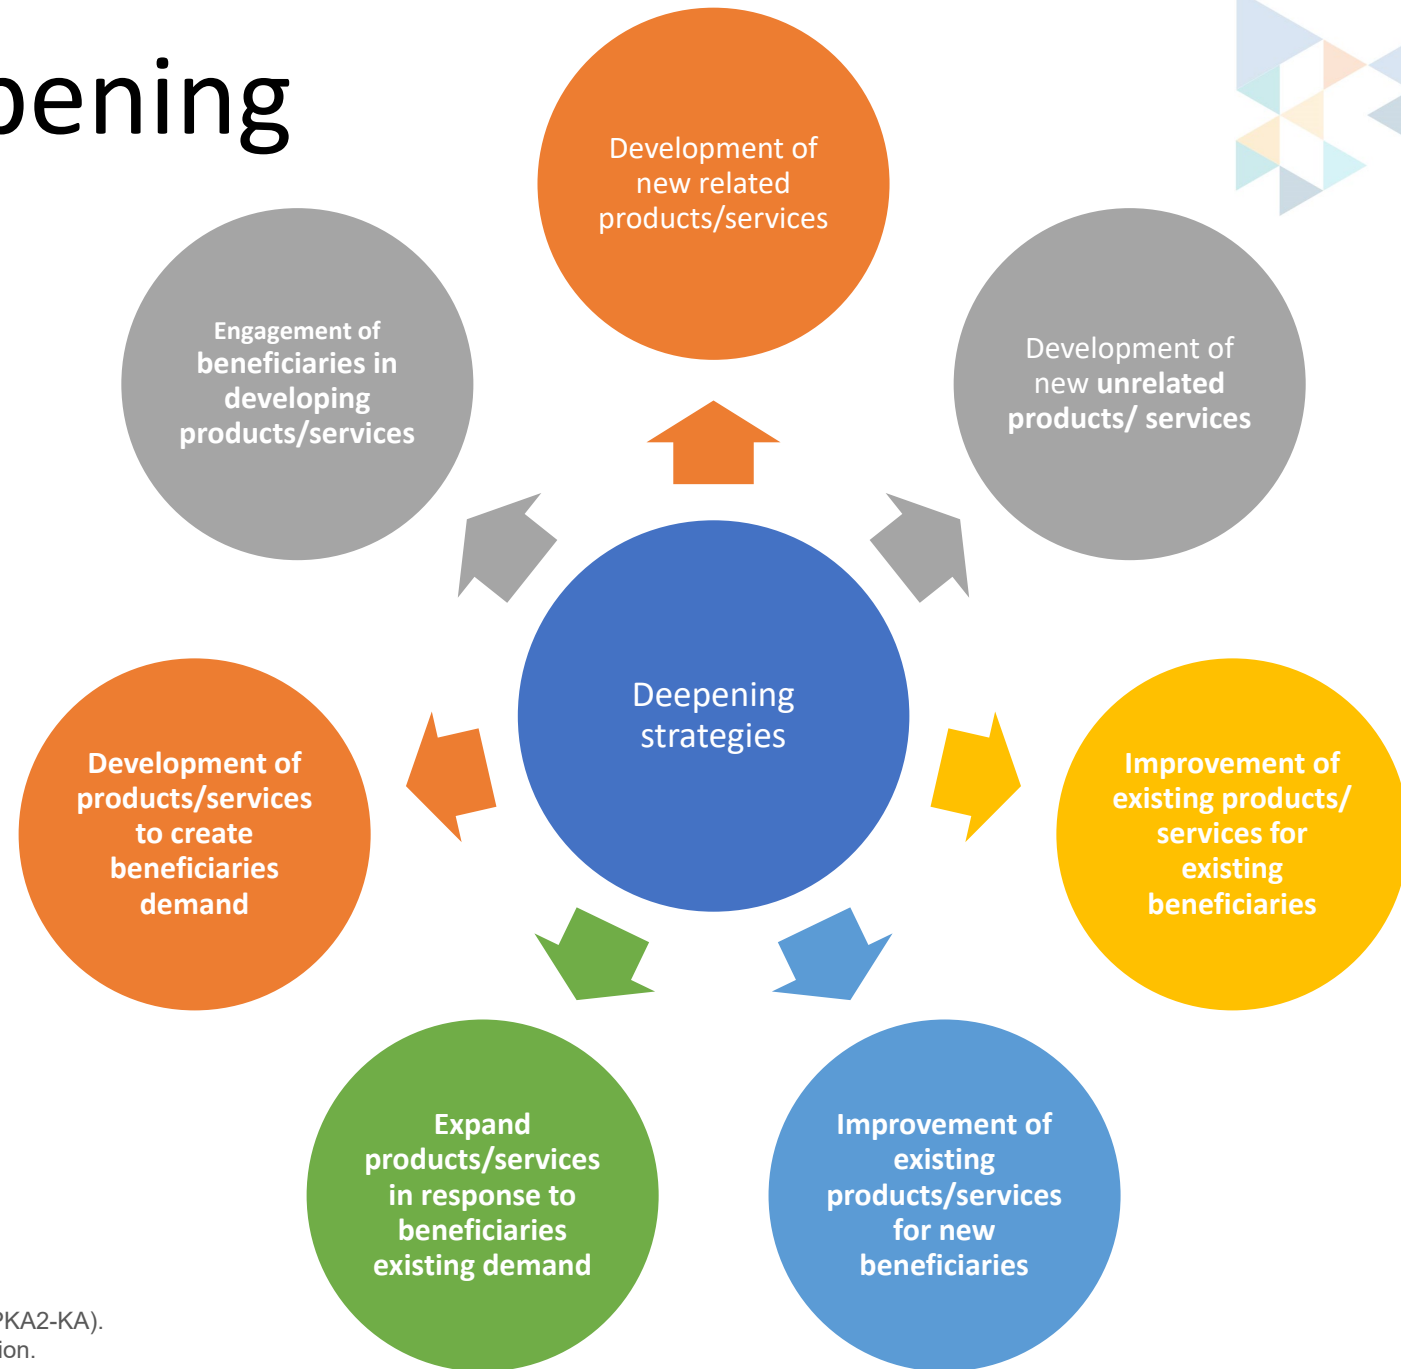 pening
Development of
new related
products/services
Engagement of
beneficiaries in
developing
products/services
Development of
new unrelated
products/ services
Deepening
strategies
Development of
products/services
to create
beneficiaries
demand
Improvement of
existing products/
services for
existing
beneficiaries
Expand
products/services
in response to
beneficiaries
existing demand
Improvement of
existing
products/services
for new
beneficiaries
PKA2-KA).
ion.